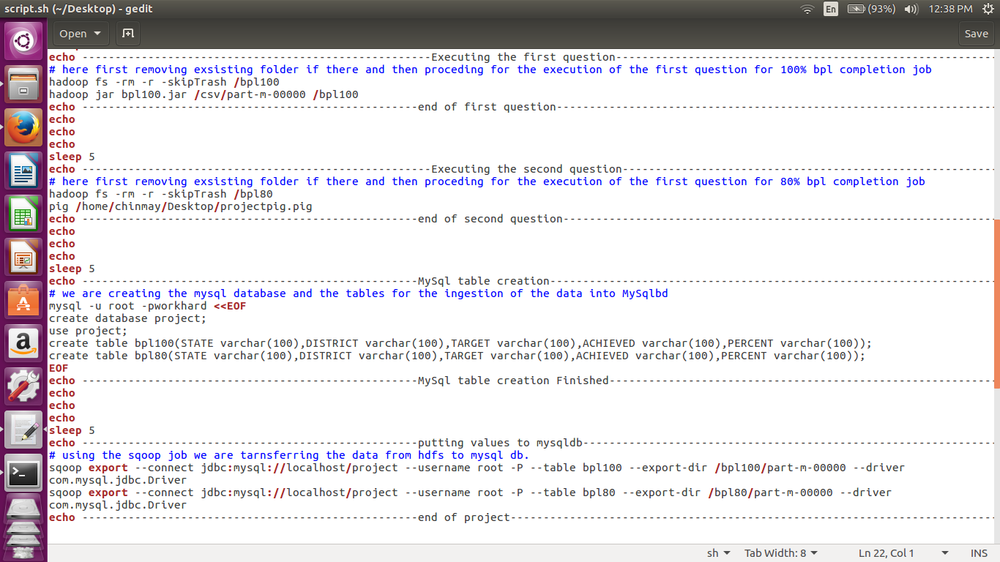 script.sh (~/Desktop) - gedit
En
(93%)
12:38 PM
Open
Save
echo -----------------------------------------------------Executing the first question----------------------------------------------------------
# here first removing exsisting folder if there and then proceding for the execution of the first question for 100% bpl completion job
hadoop fs -rm -r -skipTrash /bpl100
hadoop jar bpl100.jar /csv/part-m-00000 /bpl100
echo ---------------------------------------------------end of first question-------------------------------------------------------------------
echo
echo
echo
sleep 5
echo -----------------------------------------------------Executing the second question---------------------------------------------------------
# here first removing exsisting folder if there and then proceding for the execution of the first question for 80% bpl completion job
hadoop fs -rm -r -skipTrash /bpl80
pig /home/chinmay/Desktop/projectpig.pig
echo ---------------------------------------------------end of second question------------------------------------------------------------------
echo
echo
echo
sleep 5
echo ---------------------------------------------------MySql table creation--------------------------------------------------------------------
# we are creating the mysql database and the tables for the ingestion of the data into MySqlbd
mysql -u root -pworkhard <<EOF
create database project;
use project;
create table bpl100(STATE varchar(100),DISTRICT varchar(100),TARGET varchar(100),ACHIEVED varchar(100),PERCENT varchar(100));
create table bpl80(STATE varchar(100),DISTRICT varchar(100),TARGET varchar(100),ACHIEVED varchar(100),PERCENT varchar(100));
EOF
echo ---------------------------------------------------MySql table creation Finished-----------------------------------------------------------
echo
echo
echo
sleep 5
echo ---------------------------------------------------putting values to mysqldb---------------------------------------------------------------
# using the sqoop job we are tarnsferring the data from hdfs to mysql db.
sqoop export --connect jdbc:mysql://localhost/project --username root -P --table bpl100 --export-dir /bpl100/part-m-00000 --driver
com.mysql.jdbc.Driver
sqoop export --connect jdbc:mysql://localhost/project --username root -P --table bpl80 --export-dir /bpl80/part-m-00000 --driver
com.mysql.jdbc.Driver
echo ---------------------------------------------------end of project--------------------------------------------------------------------------
sh
Tab Width: 8
Ln 22, Col 1
INS